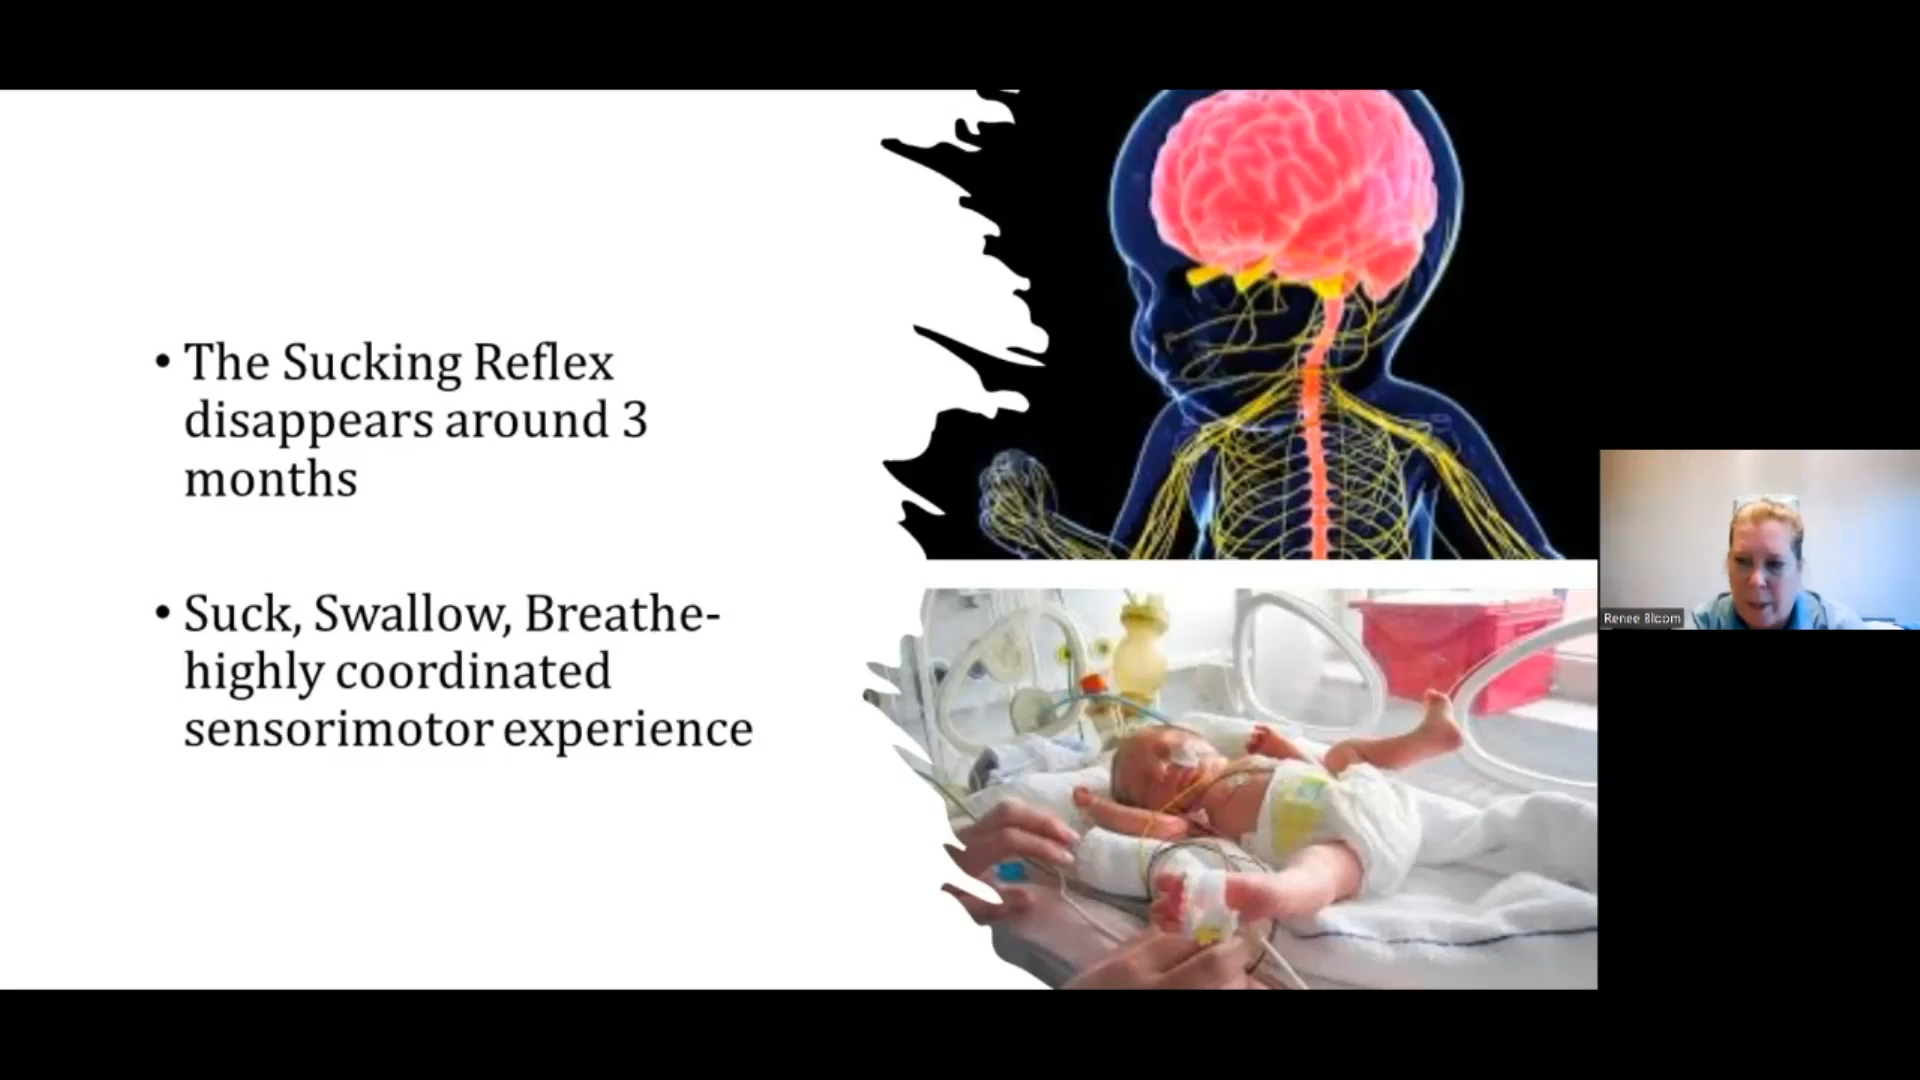 • The Sucking Reflex
disappears around 3
months
• Suck, Swallow, Breathe-
highly coordinated
sensorimotor experience
Renee Bloom